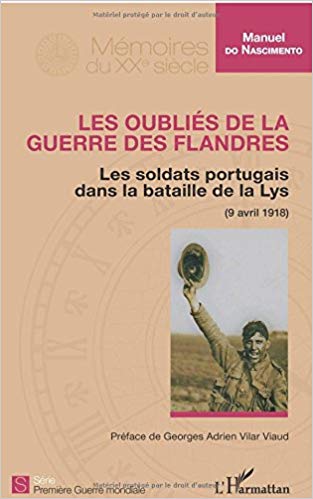 Matériel protégé par le droit d'auteur
Mémoires
du XXe siècle
Manuel
DO NASCIMENTO
LES OUBLIÉS DE LA
GUERRE DES FLANDRES
Les soldats portugais
dans la bataille de la Lys
(9 avril 1918)
Préface de Georges Adrien Vilar Viaud
S
Série
Première Guerre mondiale
L'Harmattan
Matériel protégé par le droit d'auteur